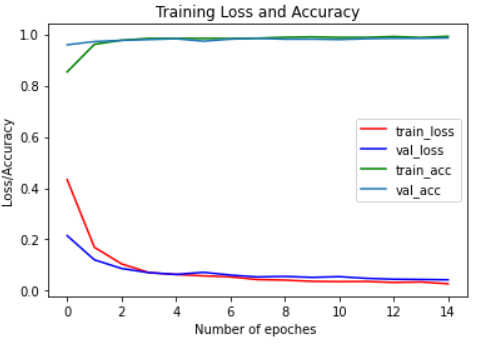 Training Loss and Accuracy
Loss/Accuracy
1.0
0.8
0.6
0.4
0.2
0.0
train_loss
val_loss
train_acc
val_acc
0 2 4 6 8 10 12 14
Number of epoches